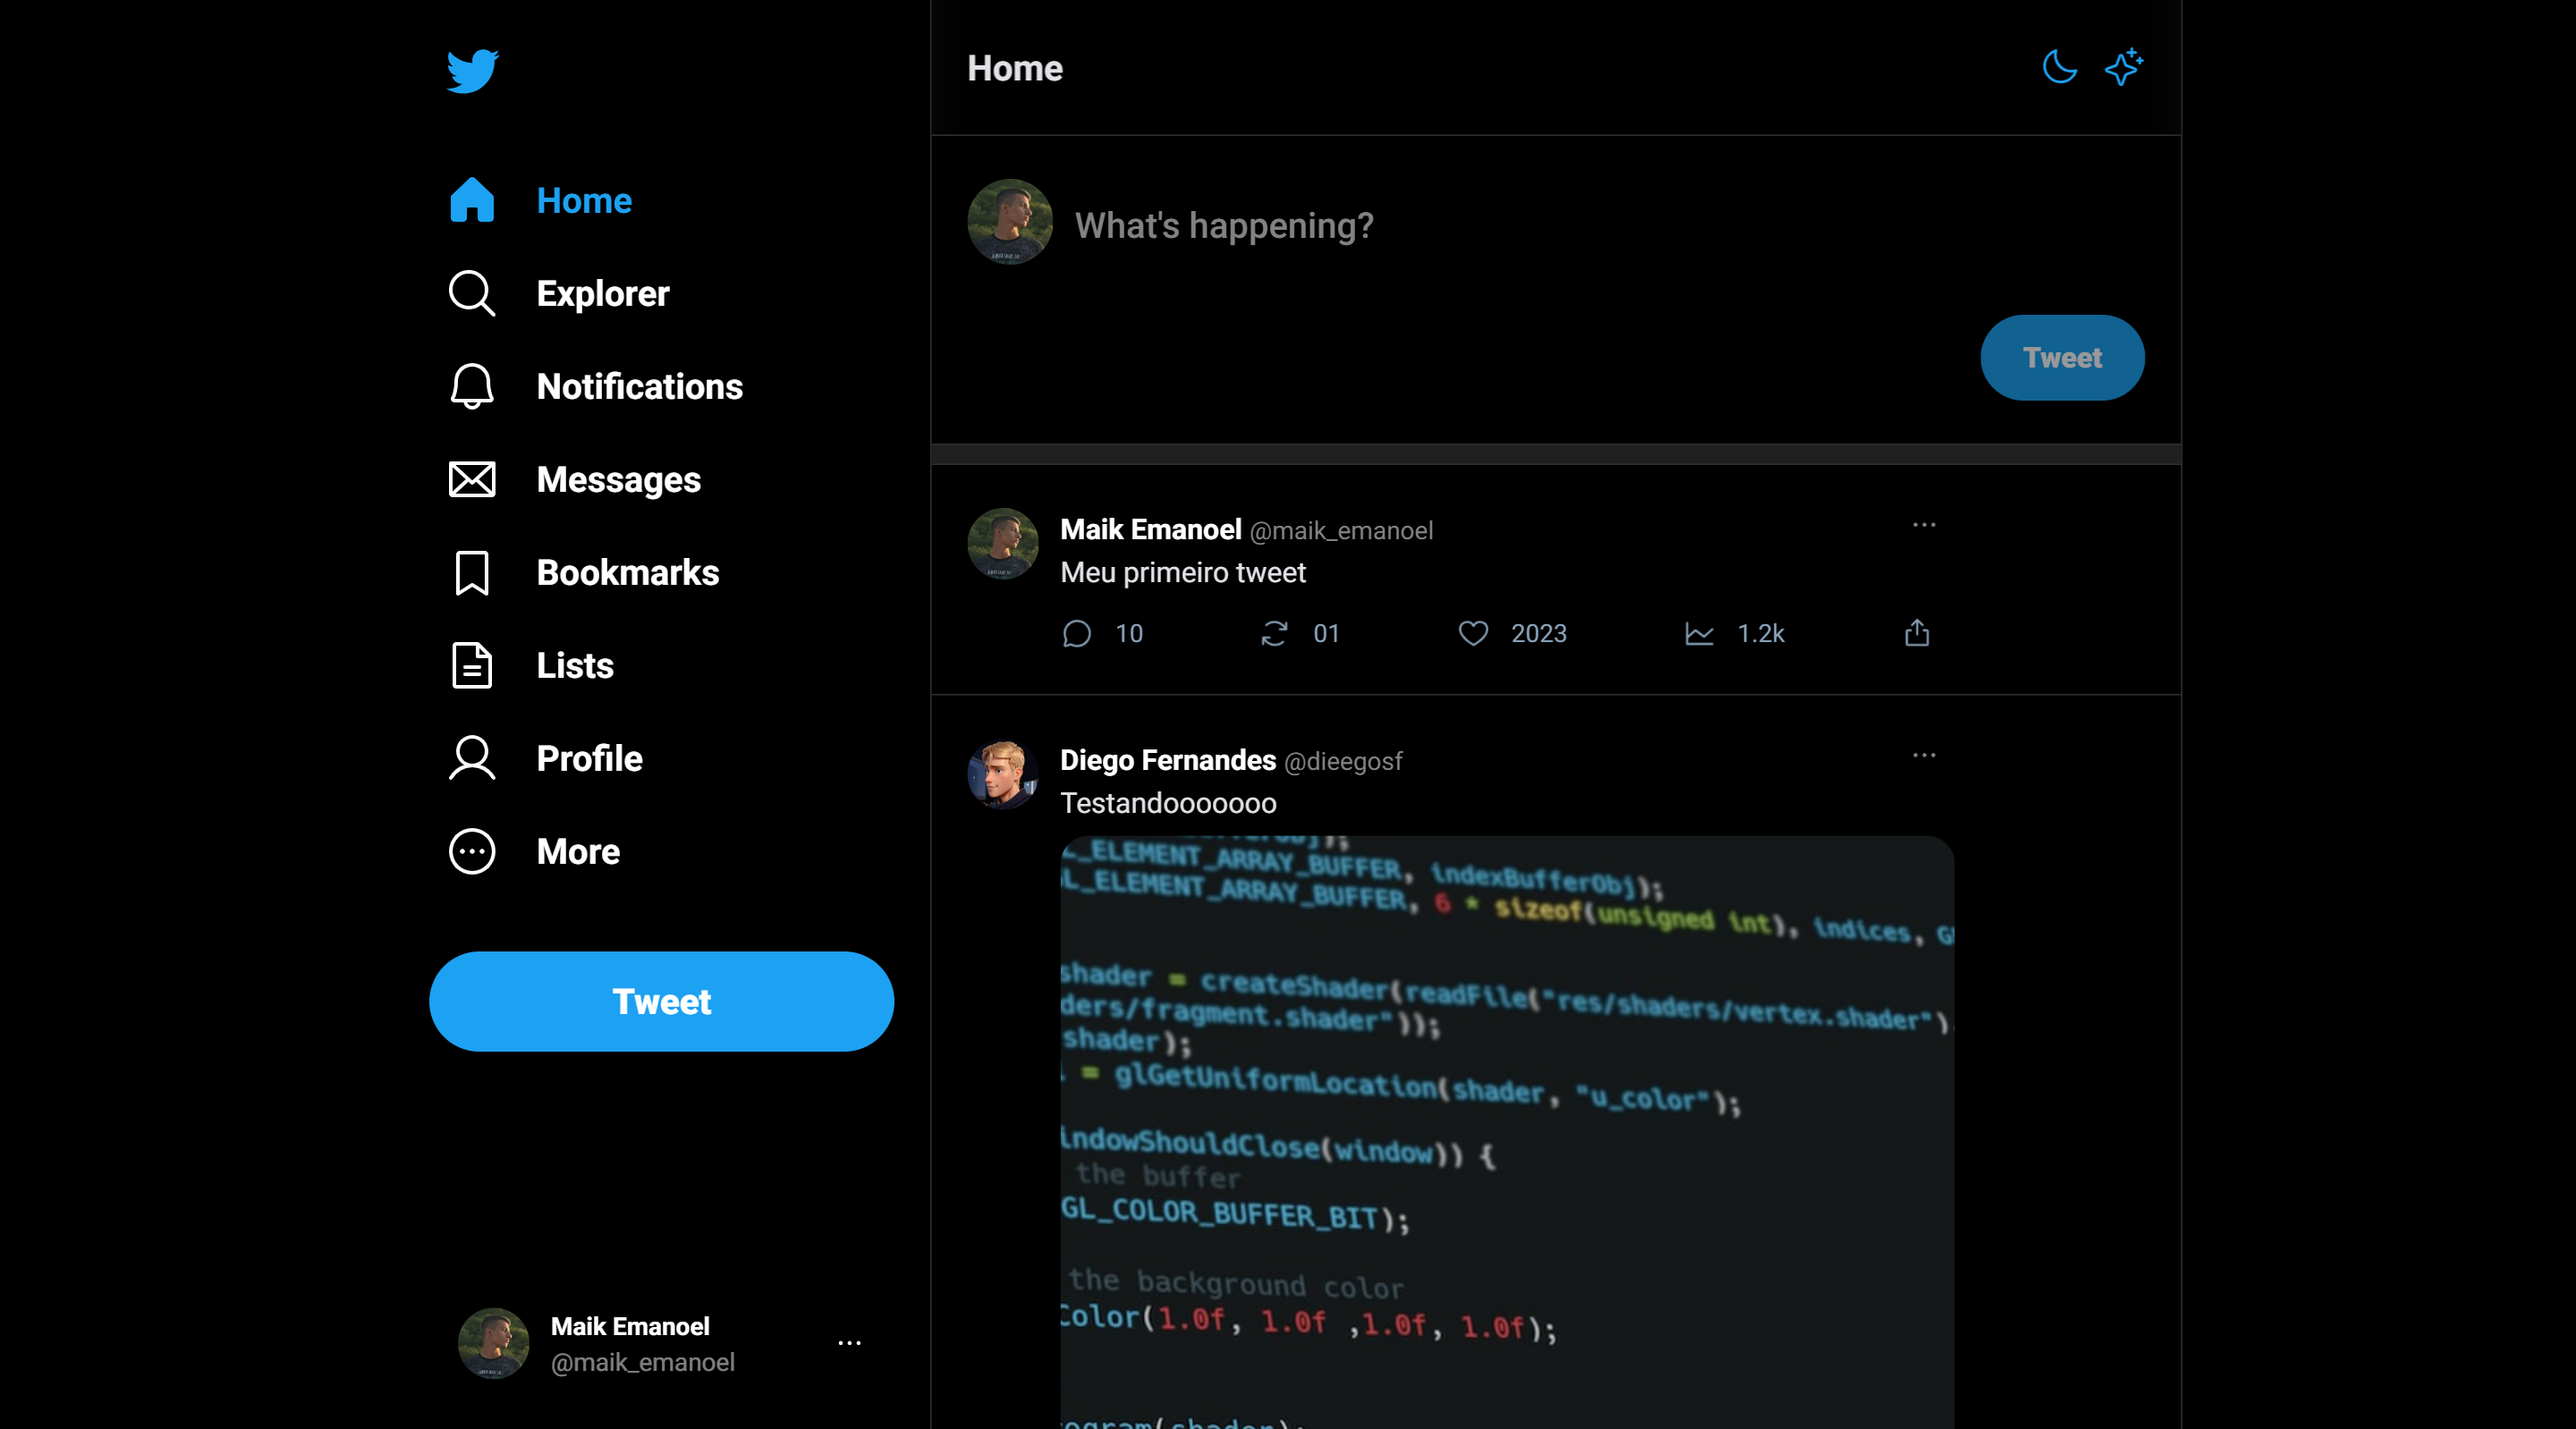 Home
Explorer
Notifications
Messages
Bookmarks
Lists
Profile
More
Tweet
Maik Emanoel
@maik_emanoel
Home
What's happening?
Tweet
Maik Emanoel @maik_emanoel
Meu primeiro tweet
10 01 2023 1.2k
Diego Fernandes @dieegosf
Testandooooooo
L_ELEMENT_ARRAY_BUFFER, indexBufferObj);
GL_ELEMENT_ARRAY_BUFFER, 6 * sizeof(unsigned int), indices, G
shader = createShader(readFile("res/shaders/vertex.shader")
ders/fragment.shader"));
shader);
= glGetUniformLocation(shader, "u_color");
indowShouldClose(window)) {
the buffer
GL_COLOR_BUFFER_BIT);
the background color
Color(1.0f, 1.0f ,1.0f, 1.0f);
ogram(shader);